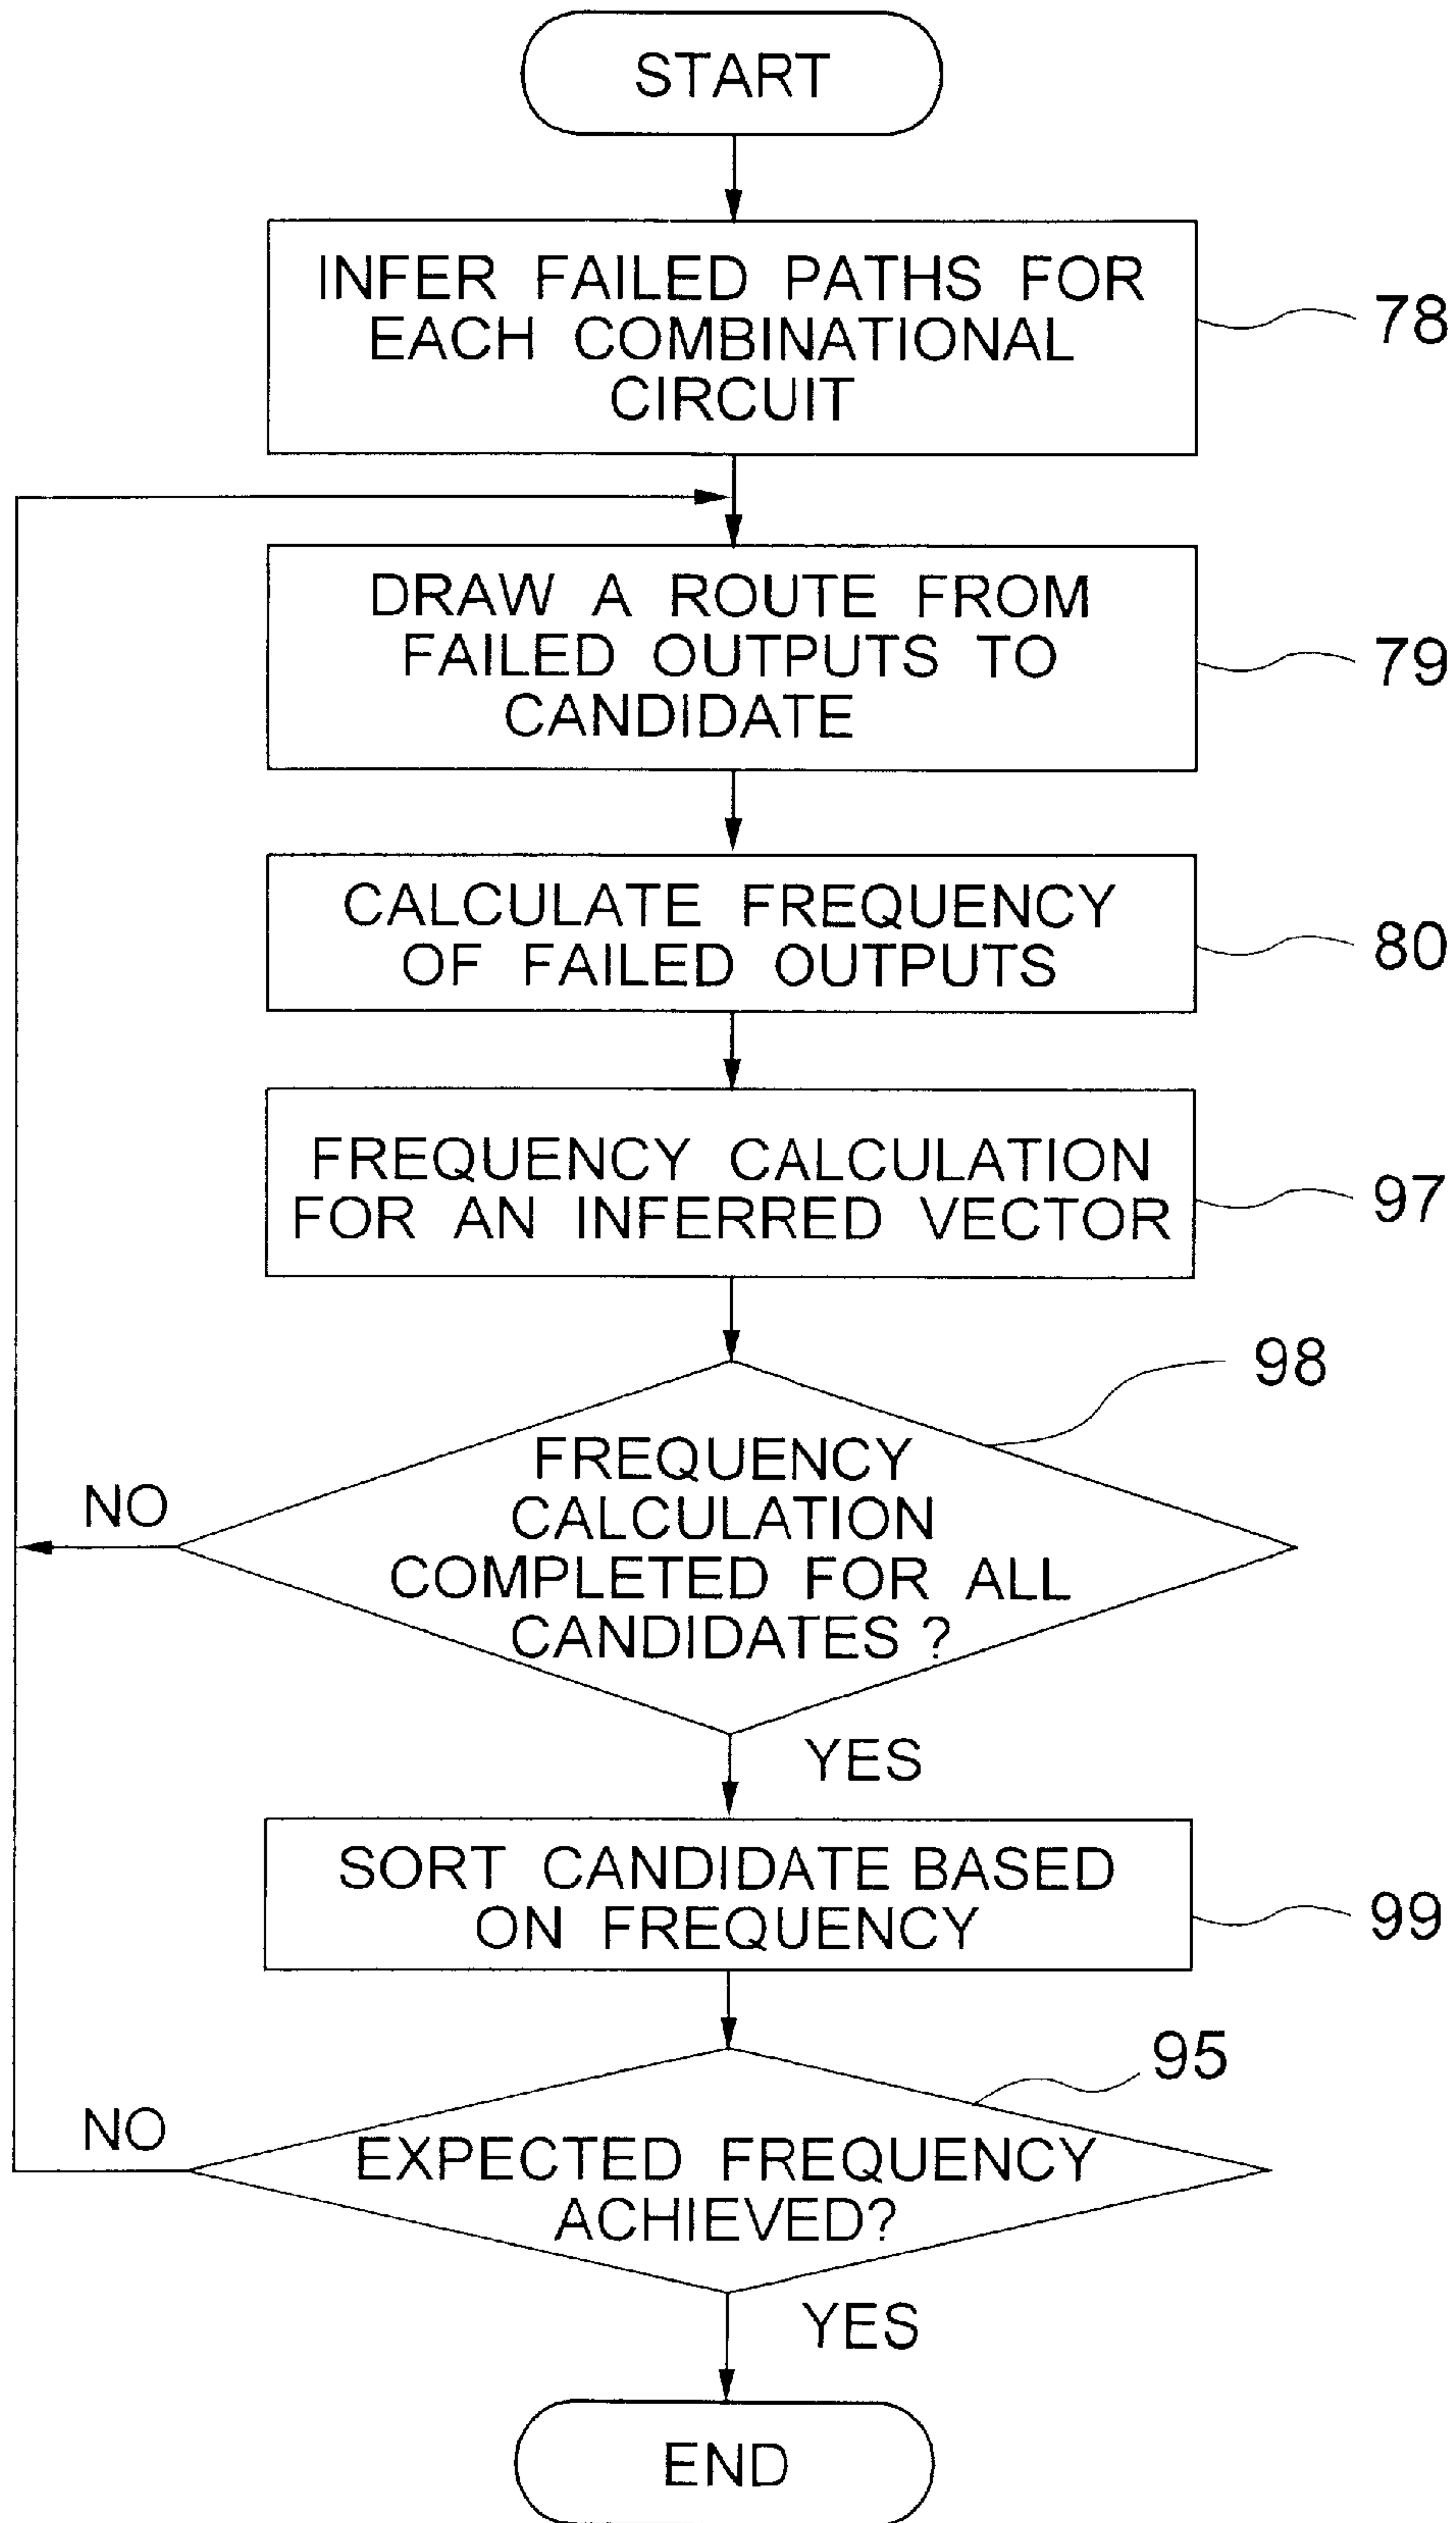 START
INFER FAILED PATHS FOR
EACH COMBINATIONAL
CIRCUIT
78
DRAW A ROUTE FROM
FAILED OUTPUTS TO
CANDIDATE
79
CALCULATE FREQUENCY
OF FAILED OUTPUTS
80
FREQUENCY CALCULATION
FOR AN INFERRED VECTOR
97
98
FREQUENCY
CALCULATION
COMPLETED FOR ALL
CANDIDATES ?
NO
YES
SORT CANDIDATE BASED
ON FREQUENCY
99
95
NO
EXPECTED FREQUENCY
ACHIEVED?
YES
END